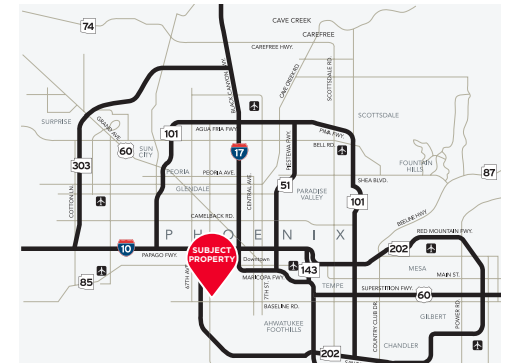 74
CAVE CREEK
CAREFREE
CAREFREE HWY.
BLACK CANYON
CAVE CREEK RD.
SCOTTSDALE RD.
SCOTTSDALE
SURPRISE
GRAND AVE.
60
SUN
CITY
303
101
AGUA FRIA FWY.
PIMA FWY.
BELL RD.
17
PIESTEWA FWY.
FOUNTAIN
HILLS
87
PEORIA
PEORIA AVE.
GLENDALE
CENTRAL AVE.
51
PARADISE
VALLEY
SHEA BLVD.
101
COTTON LN.
CAMELBACK RD.
BEELINE HWY
PHOENIX
RED MOUNTAIN FWY.
202
10
PAPAGO FWY.
SUBJECT
PROPERTY
Downtown
143
MESA
MAIN ST.
85
67TH AVE
MARICOPA FWY.
7TH ST.
TEMPE
SUPERSTITION FWY.
60
BASELINE RD.
COUNTRY CLUB DR.
GILBERT
POWER RD.
AHWATUKEE
FOOTHILLS
CHANDLER
202